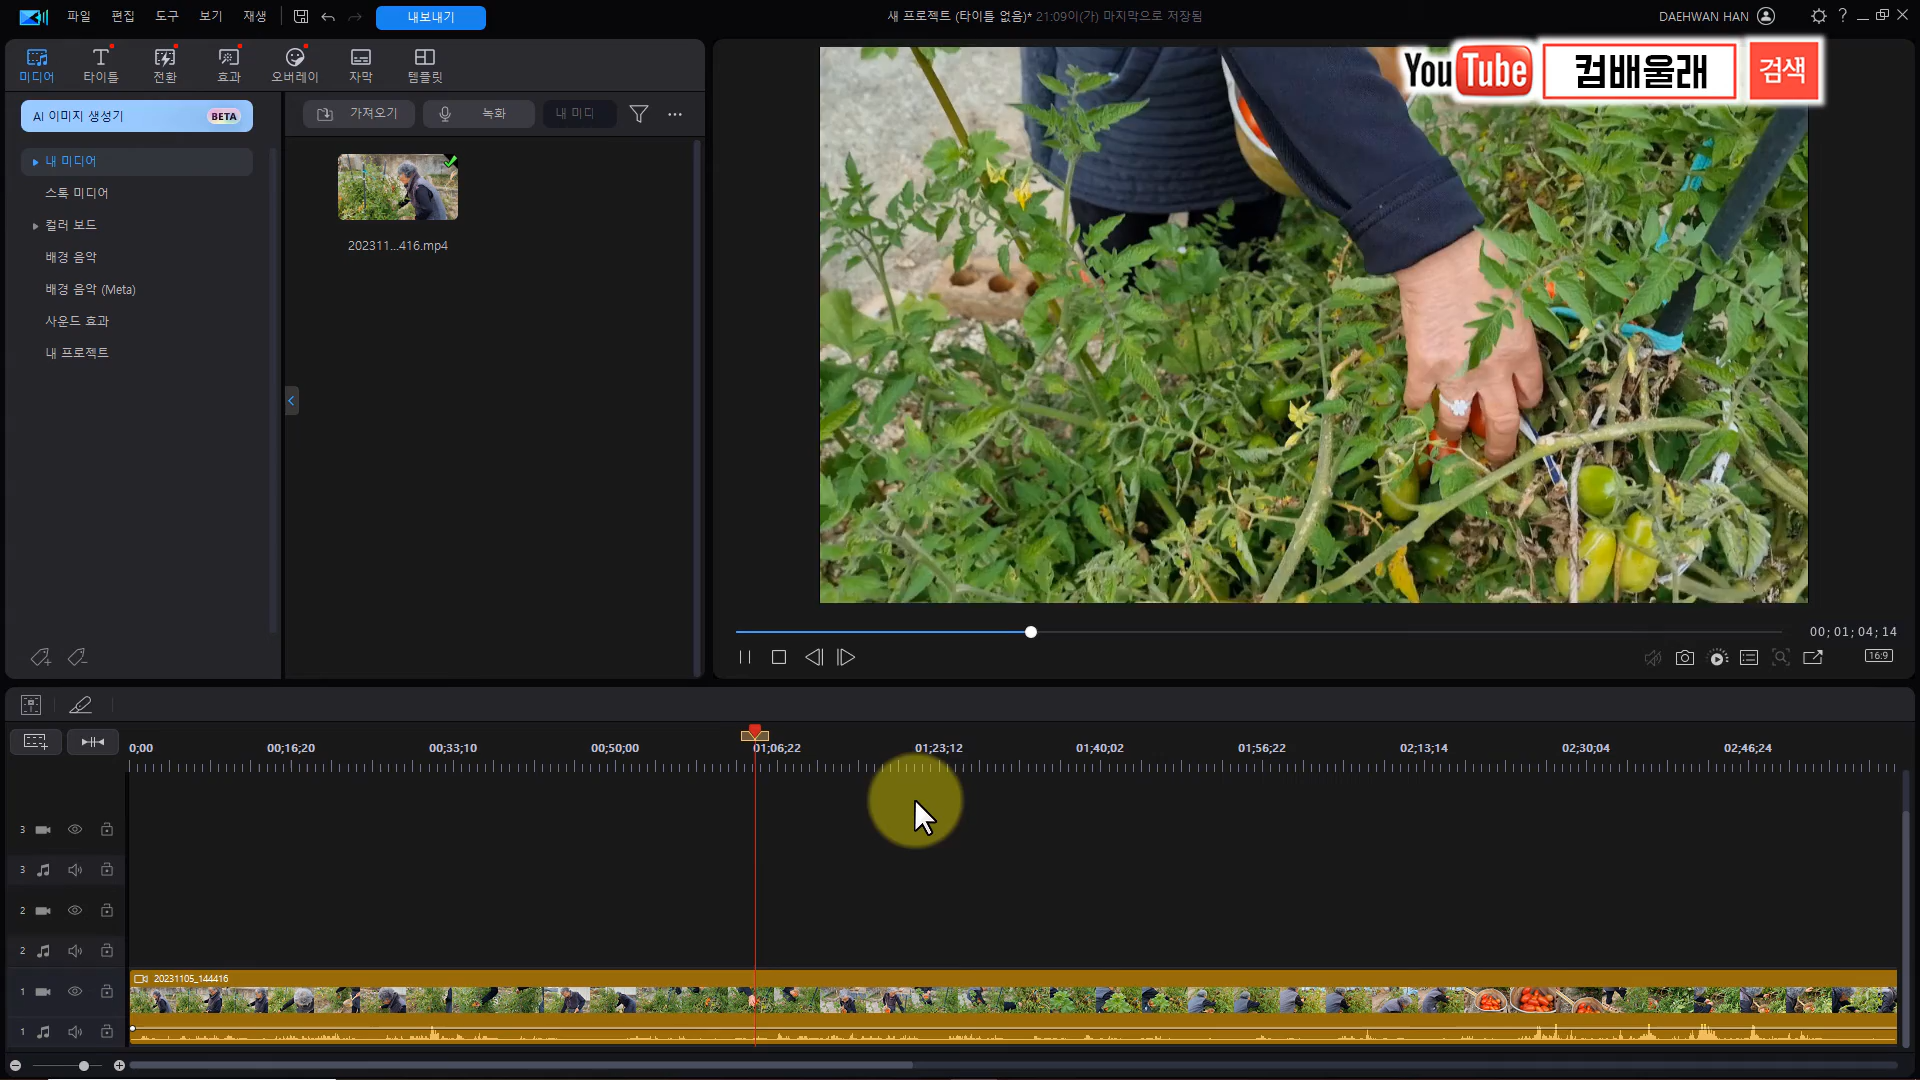 파일 편집 도구 보기 재생 내보내기 새 프로젝트 (타이틀 없음)* 21:09이(가) 마지막으로 저장됨 DAEHWAN HAN ?
미디어 타이틀 전환 효과 오버레이 자막 템플릿
YouTube 컴배울래 검색
AI 이미지 생성기 BETA
가져오기 녹화 내 미디
내 미디어
스톡 미디어
컬러 보드
배경 음악
배경 음악 (Meta)
사운드 효과
내 프로젝트
202311...416.mp4
00;01;04;14
16:9
0;00 00;16;20 00;33;10 00;50;00 01;06;22 01;23;12 01;40;02 01;56;22 02;13;14 02;30;04 02;46;24
3
3
2
2
20231105_144416
1
1